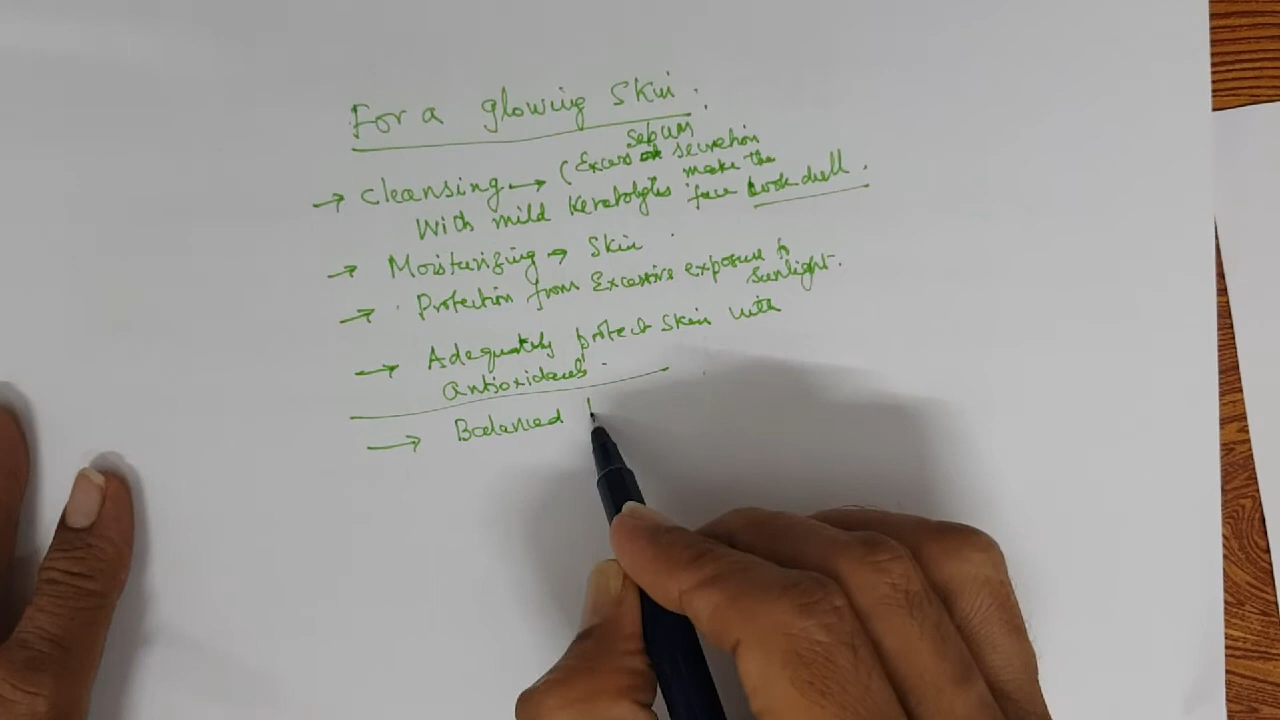 For a glowing Skin.
→ Cleansing → (Excess sebum secretion
With mild Keratolytes make the face look dull.
→ Moisturizing → Skin
→ Protection from Excessive exposure to sunlight.
→ Adequately protect Skin with
antioxidants.
→ Balanced